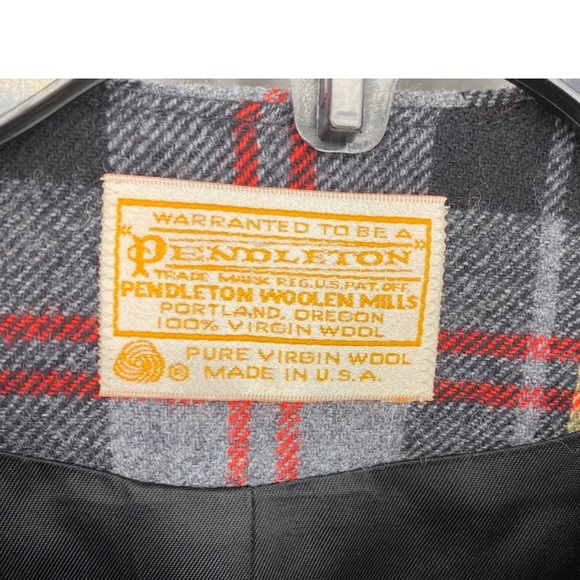 WARRANTED TO BE A
"PENDLETON"
TRADE MARK REG. U.S. PAT. OFF.
PENDLETON WOOLEN MILLS
PORTLAND, OREGON
100% VIRGIN WOOL
PURE VIRGIN WOOL
® MADE IN U.S.A.